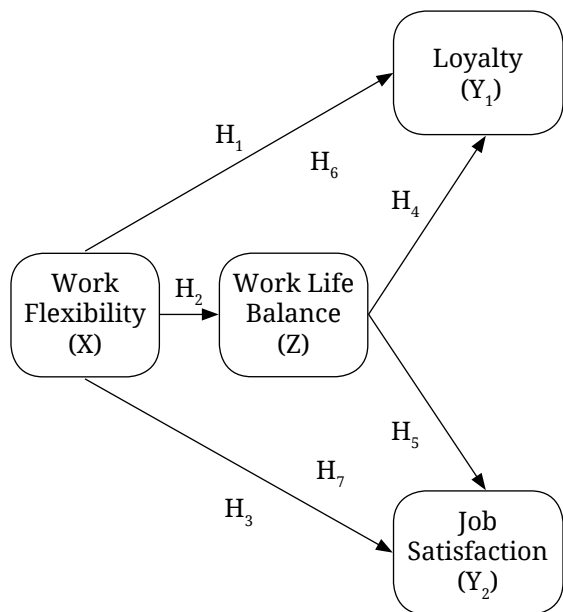 Loyalty
(Y₁)
H₁
H₆
H₄
Work
Flexibility
(X)
H₂
Work Life
Balance
(Z)
H₅
H₇
H₃
Job
Satisfaction
(Y₂)